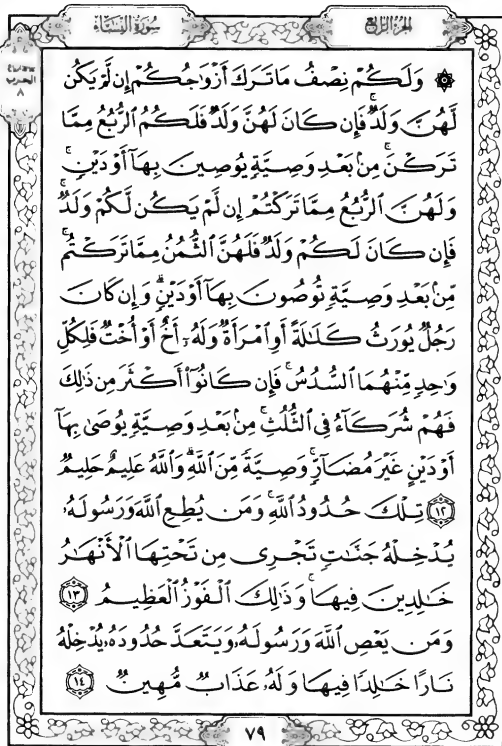 الجزء الرابع
سورة النساء
الحزب
٨
۞ وَلَكُمْ نِصْفُ مَا تَرَكَ أَزْوَٰجُكُمْ إِن لَّمْ يَكُن
لَّهُنَّ وَلَدٌ ۚ فَإِن كَانَ لَهُنَّ وَلَدٌ فَلَكُمُ ٱلرُّبُعُ مِمَّا
تَرَكْنَ ۚ مِنۢ بَعْدِ وَصِيَّةٍ يُوصِينَ بِهَآ أَوْ دَيْنٍ ۚ
وَلَهُنَّ ٱلرُّبُعُ مِمَّا تَرَكْتُمْ إِن لَّمْ يَكُن لَّكُمْ وَلَدٌ ۚ
فَإِن كَانَ لَكُمْ وَلَدٌ فَلَهُنَّ ٱلثُّمُنُ مِمَّا تَرَكْتُم ۚ
مِّنۢ بَعْدِ وَصِيَّةٍ تُوصُونَ بِهَآ أَوْ دَيْنٍ ۗ وَإِن كَانَ
رَجُلٌ يُورَثُ كَلَٰلَةً أَوِ ٱمْرَأَةٌ وَلَهُۥٓ أَخٌ أَوْ أُخْتٌ فَلِكُلِّ
وَٰحِدٍ مِّنْهُمَا ٱلسُّدُسُ ۚ فَإِن كَانُوٓا۟ أَكْثَرَ مِن ذَٰلِكَ
فَهُمْ شُرَكَآءُ فِى ٱلثُّلُثِ ۚ مِنۢ بَعْدِ وَصِيَّةٍ يُوصَىٰ بِهَآ
أَوْ دَيْنٍ غَيْرَ مُضَآرٍّ ۚ وَصِيَّةً مِّنَ ٱللَّهِ ۗ وَٱللَّهُ عَلِيمٌ حَلِيمٌ
١٢ تِلْكَ حُدُودُ ٱللَّهِ ۚ وَمَن يُطِعِ ٱللَّهَ وَرَسُولَهُۥ
يُدْخِلْهُ جَنَّٰتٍ تَجْرِى مِن تَحْتِهَا ٱلْأَنْهَٰرُ
خَٰلِدِينَ فِيهَا ۚ وَذَٰلِكَ ٱلْفَوْزُ ٱلْعَظِيمُ ١٣
وَمَن يَعْصِ ٱللَّهَ وَرَسُولَهُۥ وَيَتَعَدَّ حُدُودَهُۥ يُدْخِلْهُ
نَارًا خَٰلِدًا فِيهَا وَلَهُۥ عَذَابٌ مُّهِينٌ ١٤
٧٩